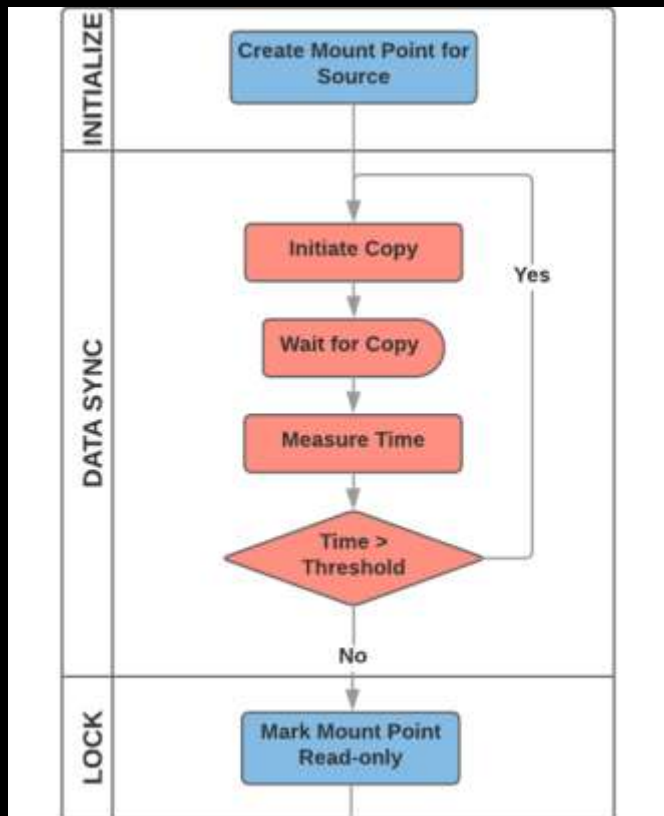 INITIALIZE
Create Mount Point for
Source
DATA SYNC
Initiate Copy
Yes
Wait for Copy
Measure Time
Time >
Threshold
No
LOCK
Mark Mount Point
Read-only